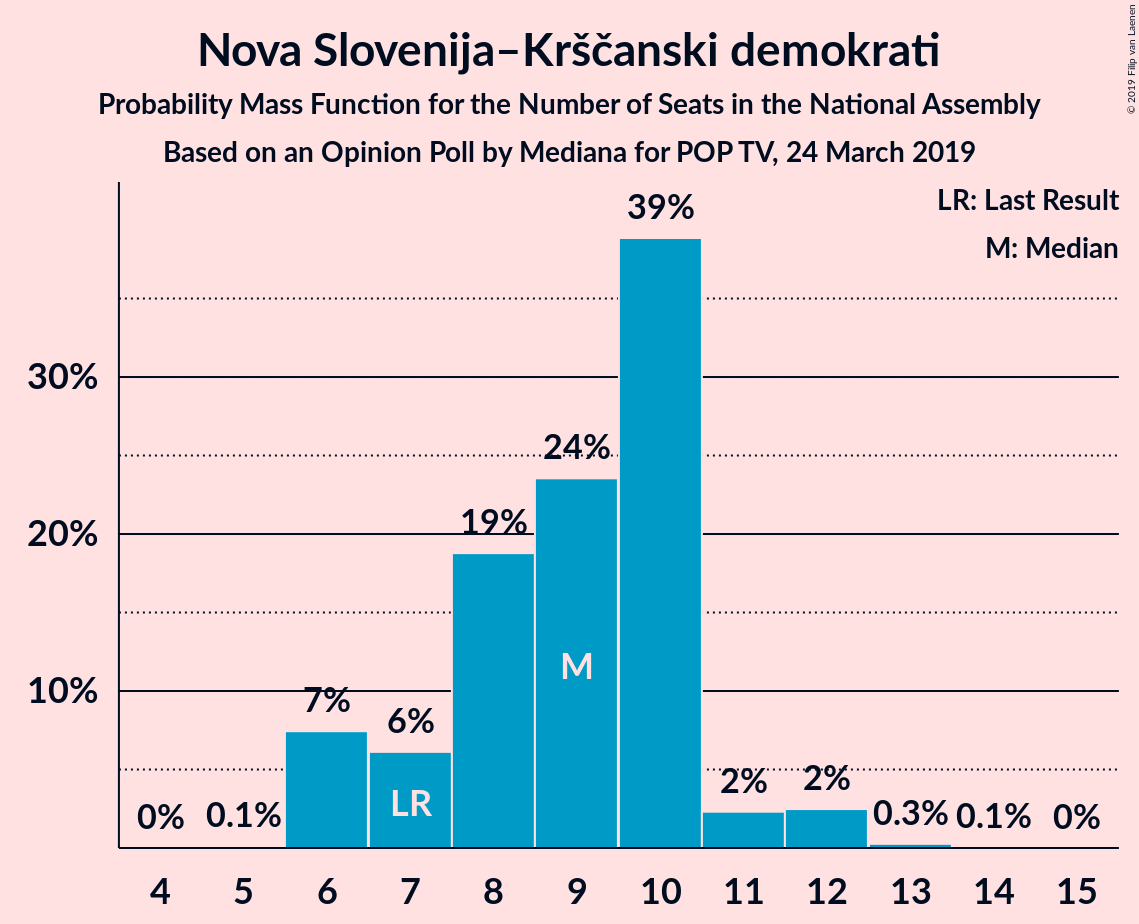 Nova Slovenija–Krščanski demokrati
Probability Mass Function for the Number of Seats in the National Assembly
Based on an Opinion Poll by Mediana for POP TV, 24 March 2019
© 2019 Filip van Laenen
LR: Last Result
M: Median
39%
30%
24%
20%
19%
M
10%
7%
6%
LR
0%
0.1%
2%
2%
0.3%
0.1%
0%
4 5 6 7 8 9 10 11 12 13 14 15